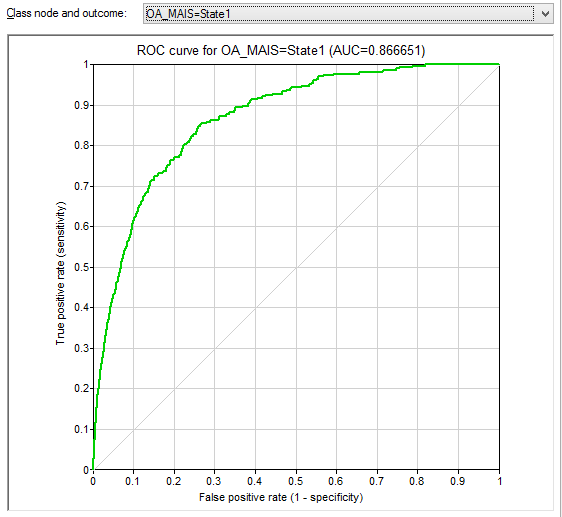 Class node and outcome: OA_MAIS=State1
ROC curve for OA_MAIS=State1 (AUC=0.866651)
1
0.9
0.8
0.7
0.6
0.5
0.4
0.3
0.2
0.1
0
True positive rate (sensitivity)
0 0.1 0.2 0.3 0.4 0.5 0.6 0.7 0.8 0.9 1
False positive rate (1 - specificity)